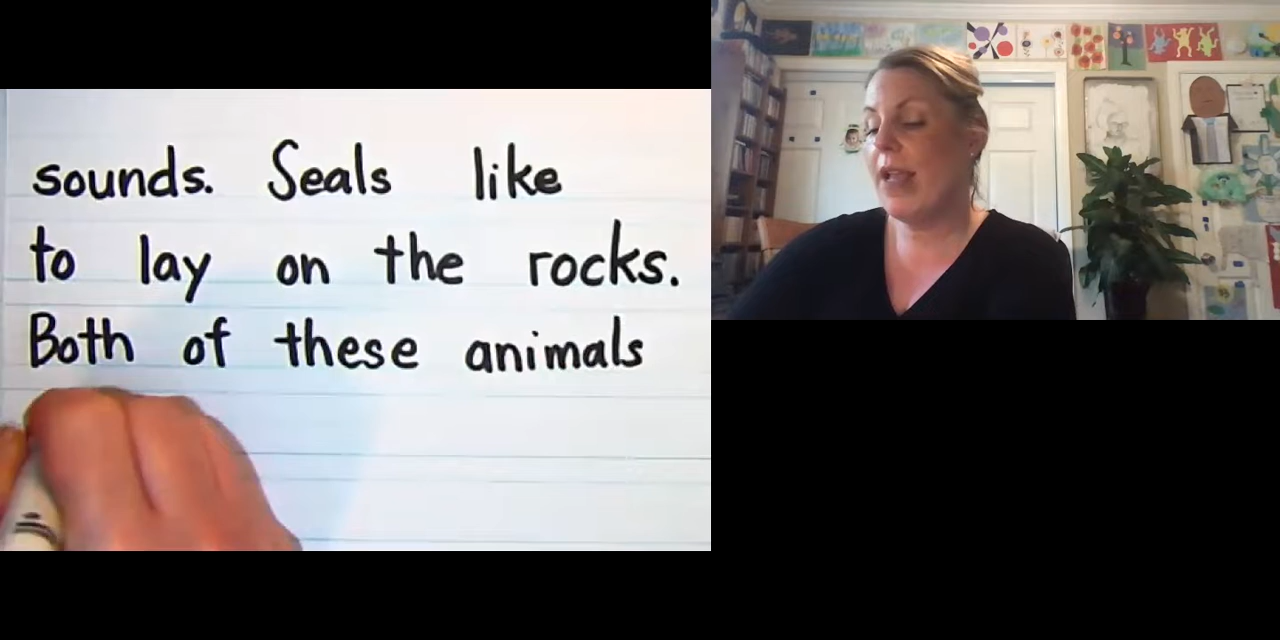 sounds. Seals like
to lay on the rocks.
Both of these animals